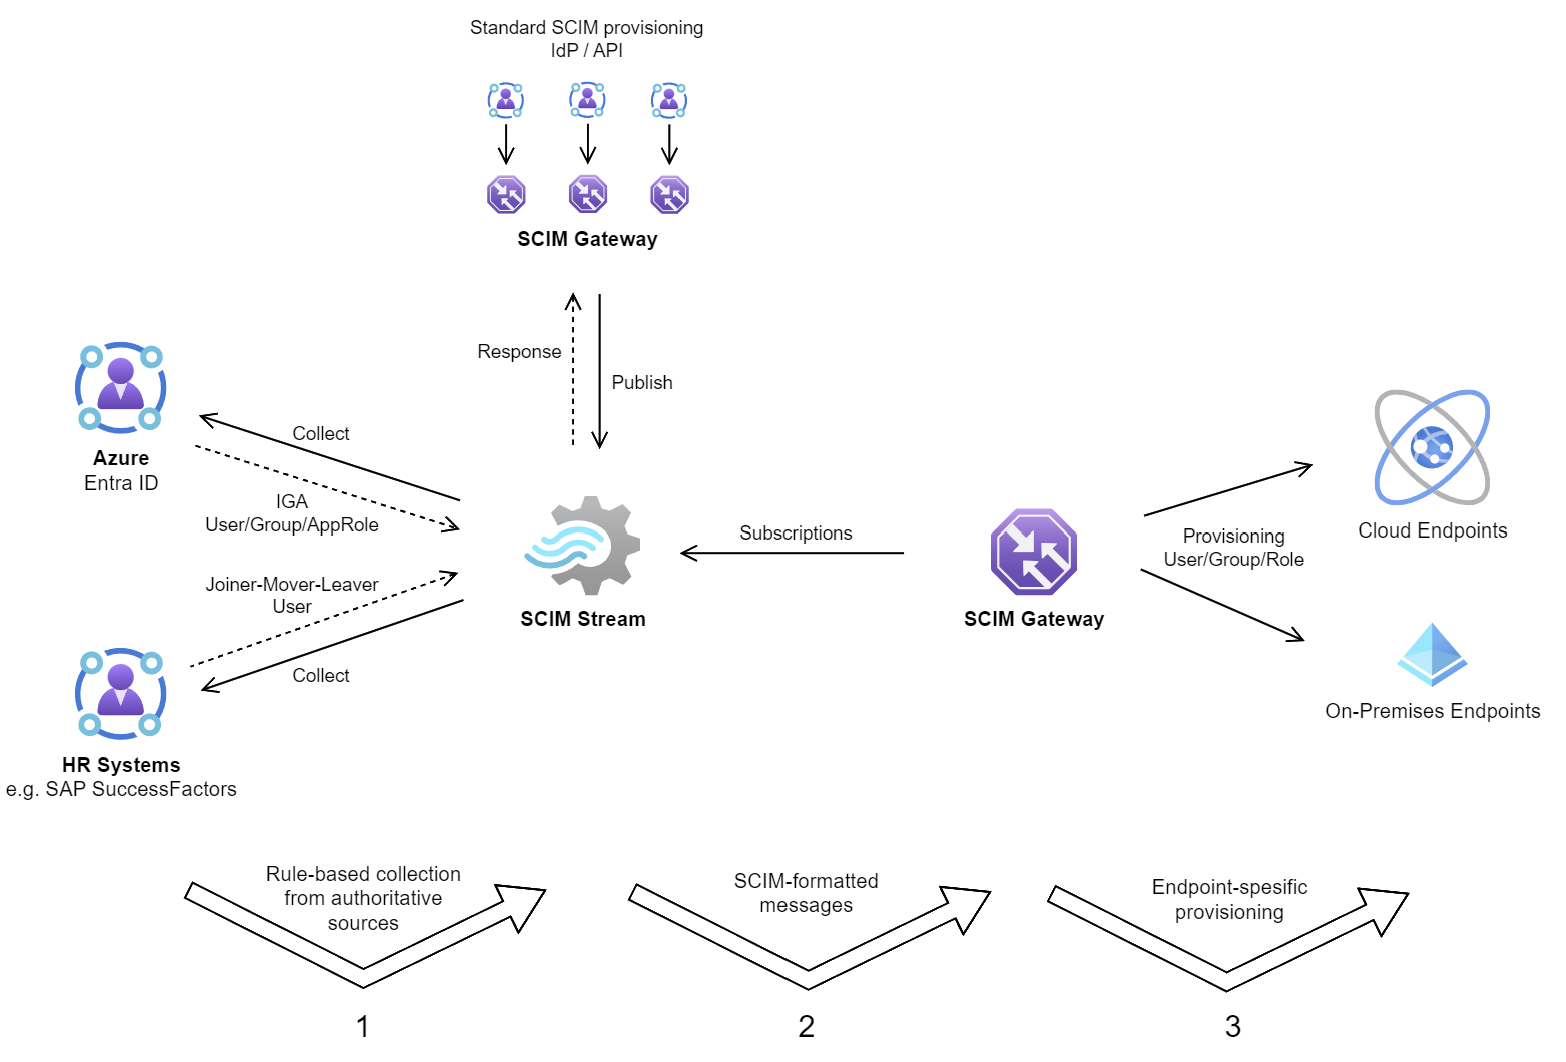 Standard SCIM provisioning
IdP / API
SCIM Gateway
Response
Publish
Collect
Azure
Entra ID
IGA
User/Group/AppRole
Joiner-Mover-Leaver
User
Collect
HR Systems
e.g. SAP SuccessFactors
SCIM Stream
Subscriptions
SCIM Gateway
Provisioning
User/Group/Role
Cloud Endpoints
On-Premises Endpoints
Rule-based collection
from authoritative
sources
1
SCIM-formatted
messages
2
Endpoint-spesific
provisioning
3